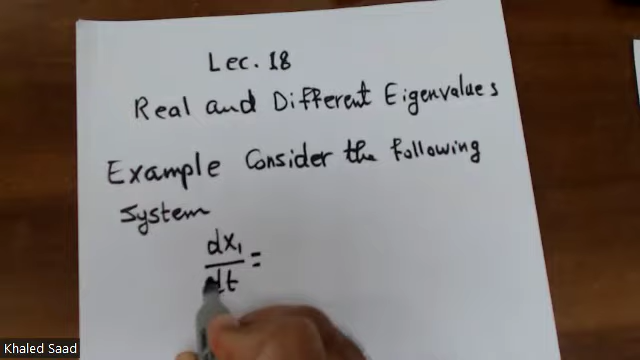 Lec. 18
Real and Different Eigenvalues
Example Consider the following
System
dx₁
dt
=
Khaled Saad